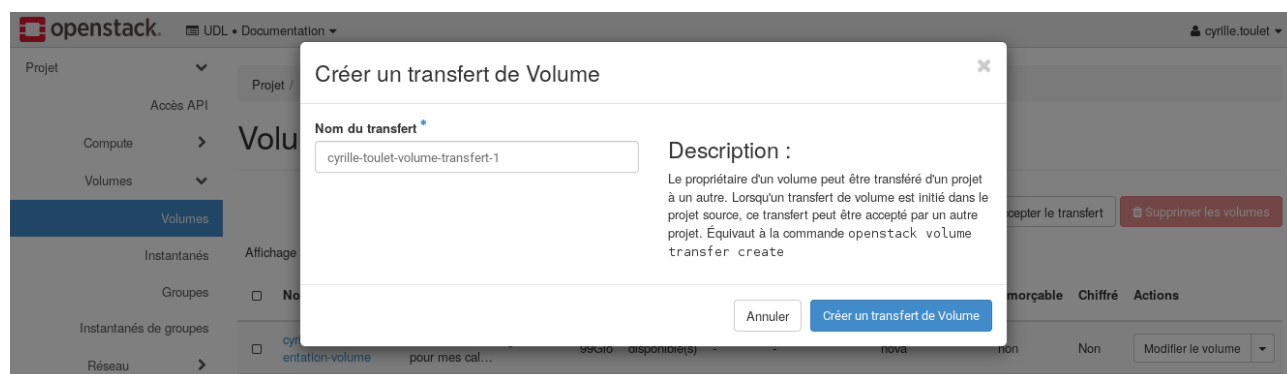 openstack. UDL • Documentation cyrille.toulet
Projet
Projet /
Accès API
Compute
Volu
Volumes
Volumes
Instantanés
Groupes
Instantanés de groupes
Réseau
Créer un transfert de Volume
Nom du transfert *
cyrille-toulet-volume-transfert-1
Description :
Le propriétaire d'un volume peut être transféré d'un projet
à un autre. Lorsqu'un transfert de volume est initié dans le
projet source, ce transfert peut être accepté par un autre
projet. Équivaut à la commande openstack volume
transfer create
Annuler Créer un transfert de Volume
cepter le transfert Supprimer les volumes
Affichage
No morçable Chiffré Actions
cyr
entation-volume pour mes cal… 99Gio disponible(s) - - nova non Non Modifier le volume